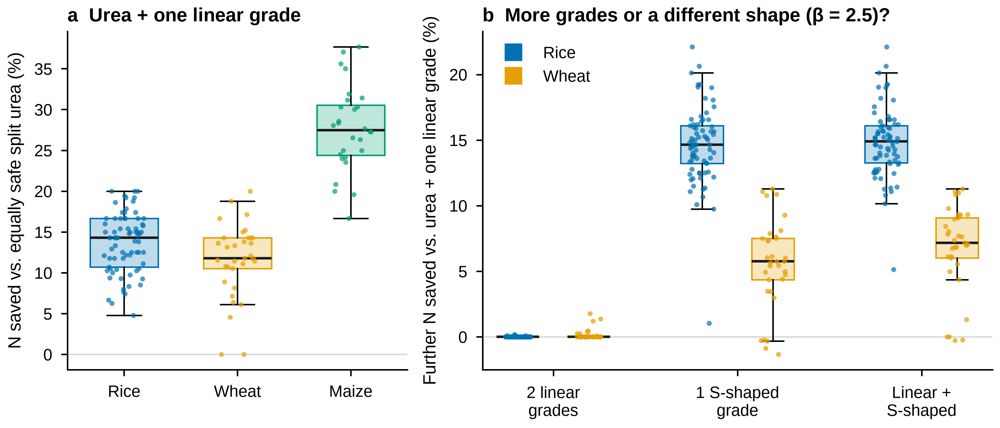 a Urea + one linear grade
N saved vs. equally safe split urea (%)
35
30
25
20
15
10
5
0
Rice
Wheat
Maize
b More grades or a different shape (β = 2.5)?
Further N saved vs. urea + one linear grade (%)
Rice
Wheat
20
15
10
5
0
2 linear
grades
1 S-shaped
grade
Linear +
S-shaped